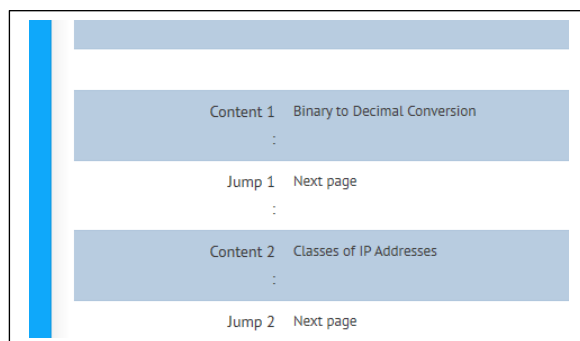 Content 1 Binary to Decimal Conversion
:
Jump 1 Next page
:
Content 2 Classes of IP Addresses
:
Jump 2 Next page